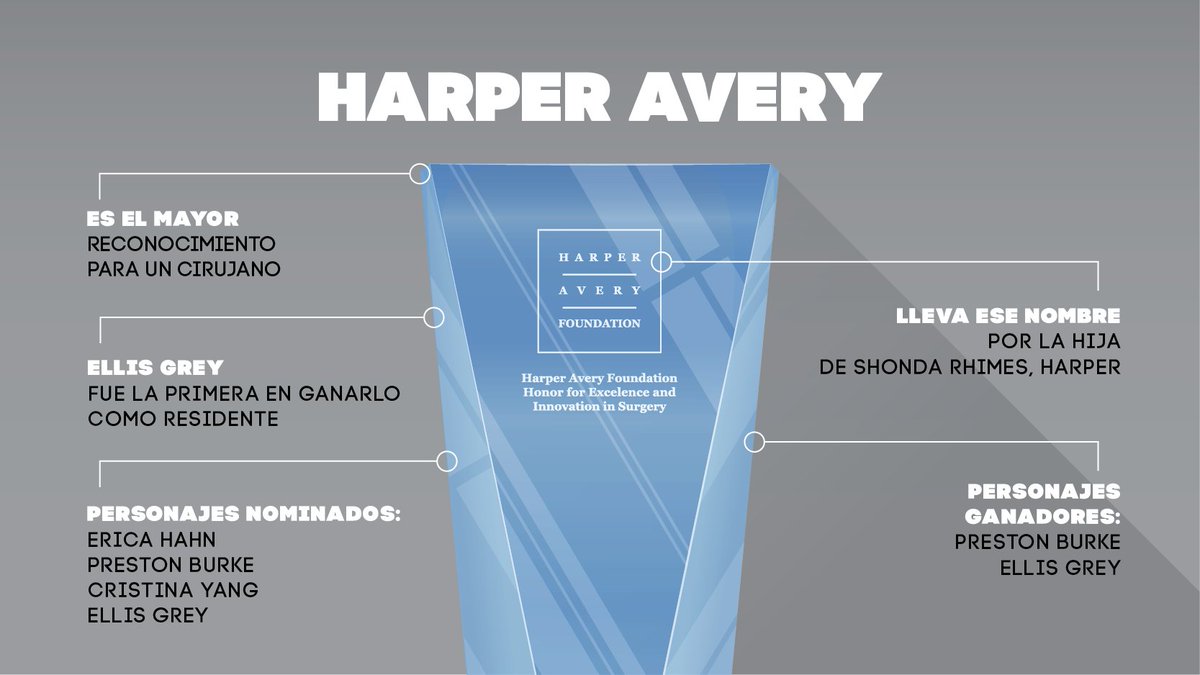 HARPER AVERY
ES EL MAYOR
RECONOCIMIENTO
PARA UN CIRUJANO
ELLIS GREY
FUE LA PRIMERA EN GANARLO
COMO RESIDENTE
PERSONAJES NOMINADOS:
ERICA HAHN
PRESTON BURKE
CRISTINA YANG
ELLIS GREY
HARPER
AVERY
FOUNDATION
Harper Avery Foundation
Honor for Excelence and
Innovation in Surgery
LLEVA ESE NOMBRE
POR LA HIJA
DE SHONDA RHIMES, HARPER
PERSONAJES
GANADORES:
PRESTON BURKE
ELLIS GREY